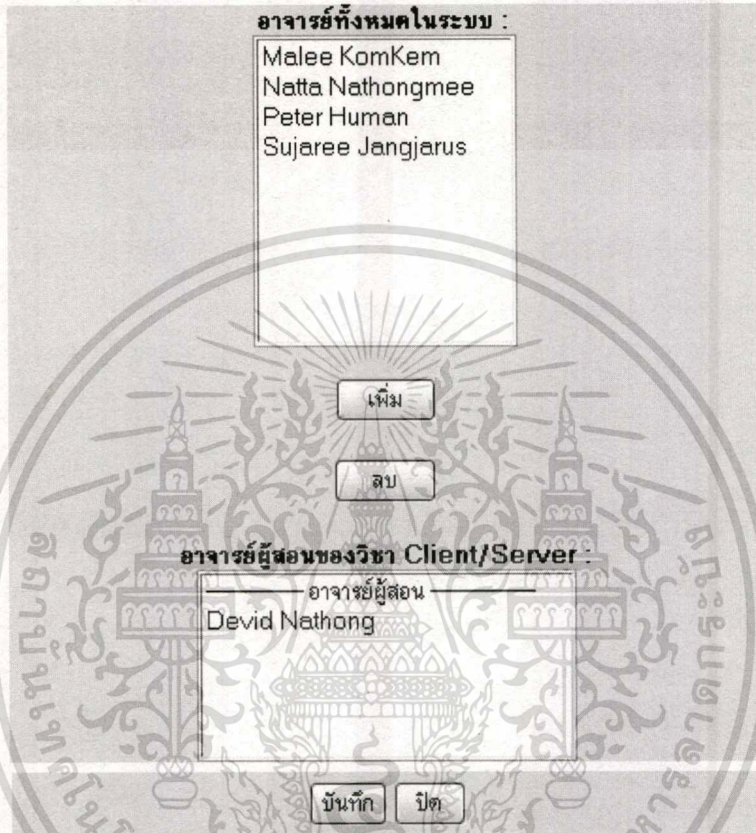 อาจารย์ทั้งหมดในระบบ :
Malee KomKem
Natta Nathongmee
Peter Human
Sujaree Jangjarus
เพิ่ม
ลบ
อาจารย์ผู้สอนของวิชา Client/Server :
อาจารย์ผู้สอน
Devid Nathong
บันทึก
ปิด